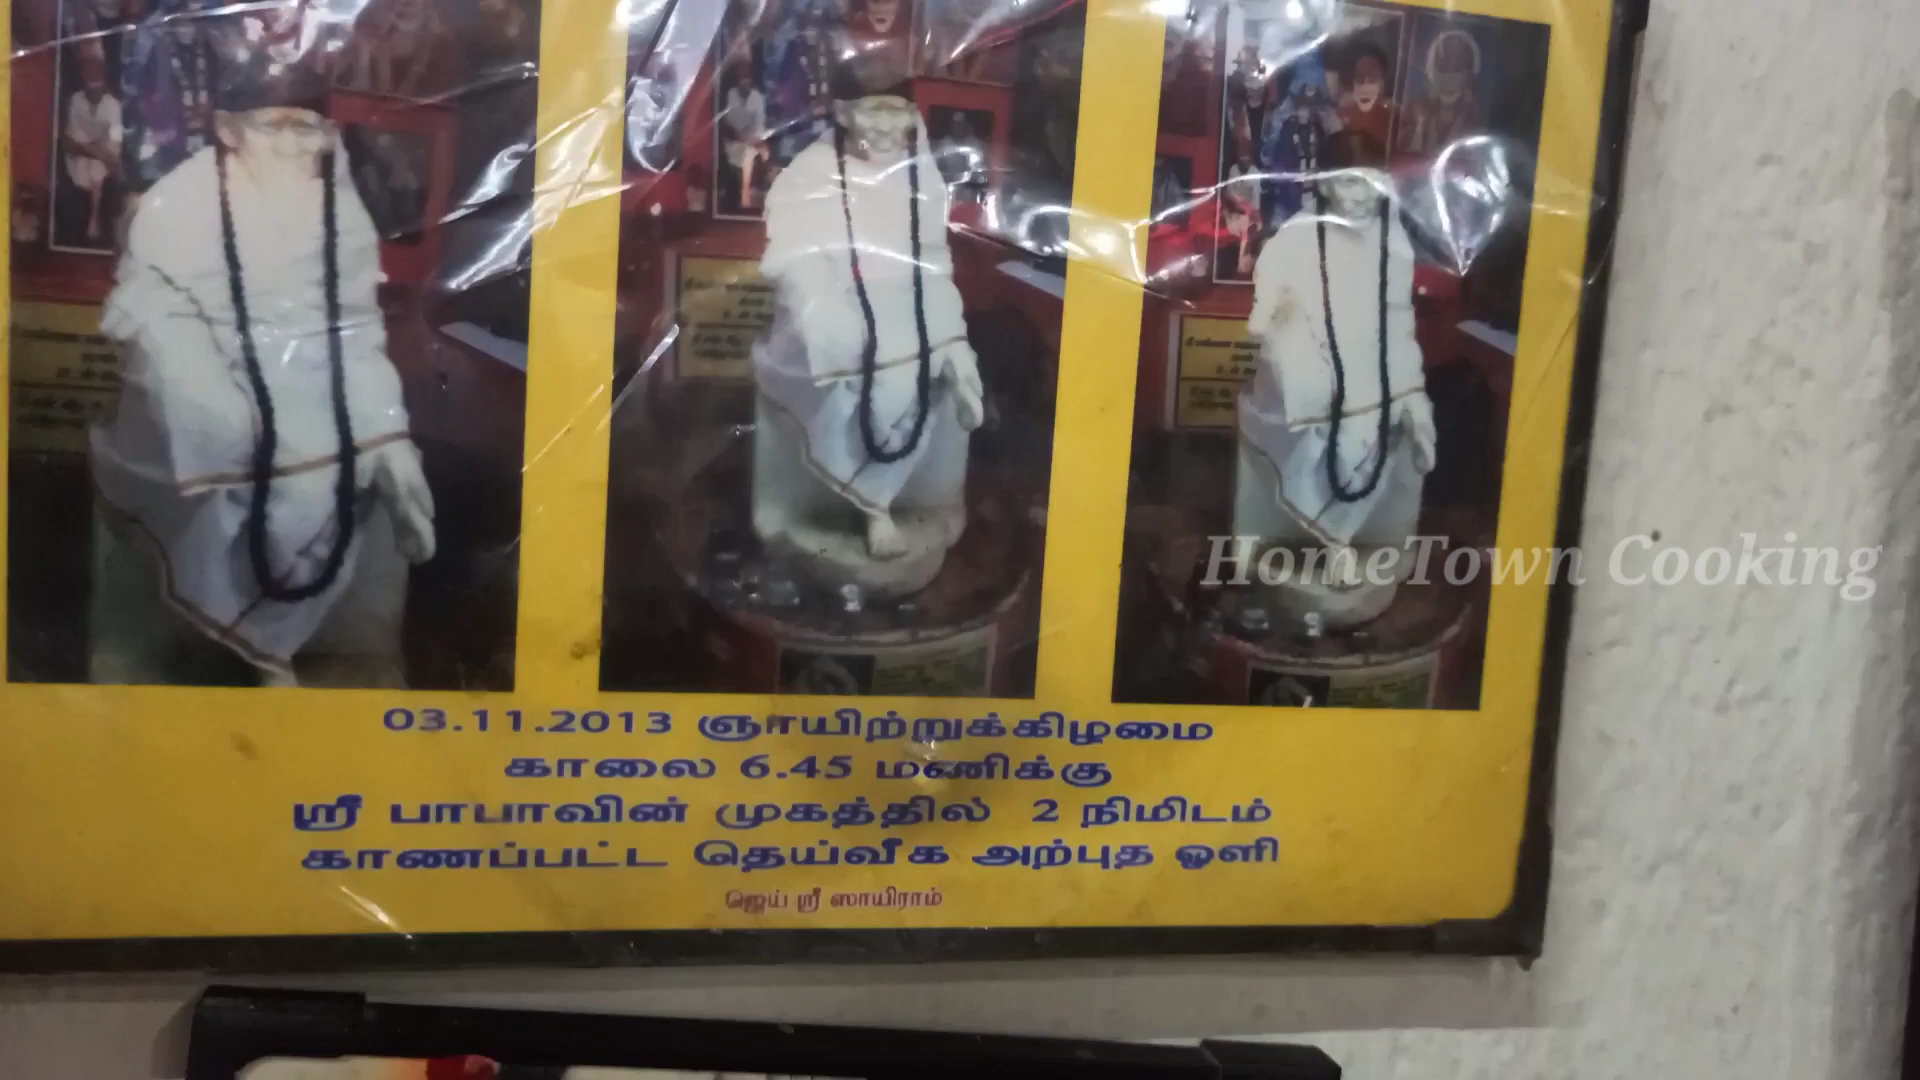 03.11.2013 ஞாயிற்றுக்கிழமை
காலை 6.45 மணிக்கு
ஸ்ரீ பாபாவின் முகத்தில் 2 நிமிடம்
காணப்பட்ட தெய்வீக அற்புத ஒளி
ஜெய் ஸ்ரீ ஸாயிராம்
HomeTown Cooking